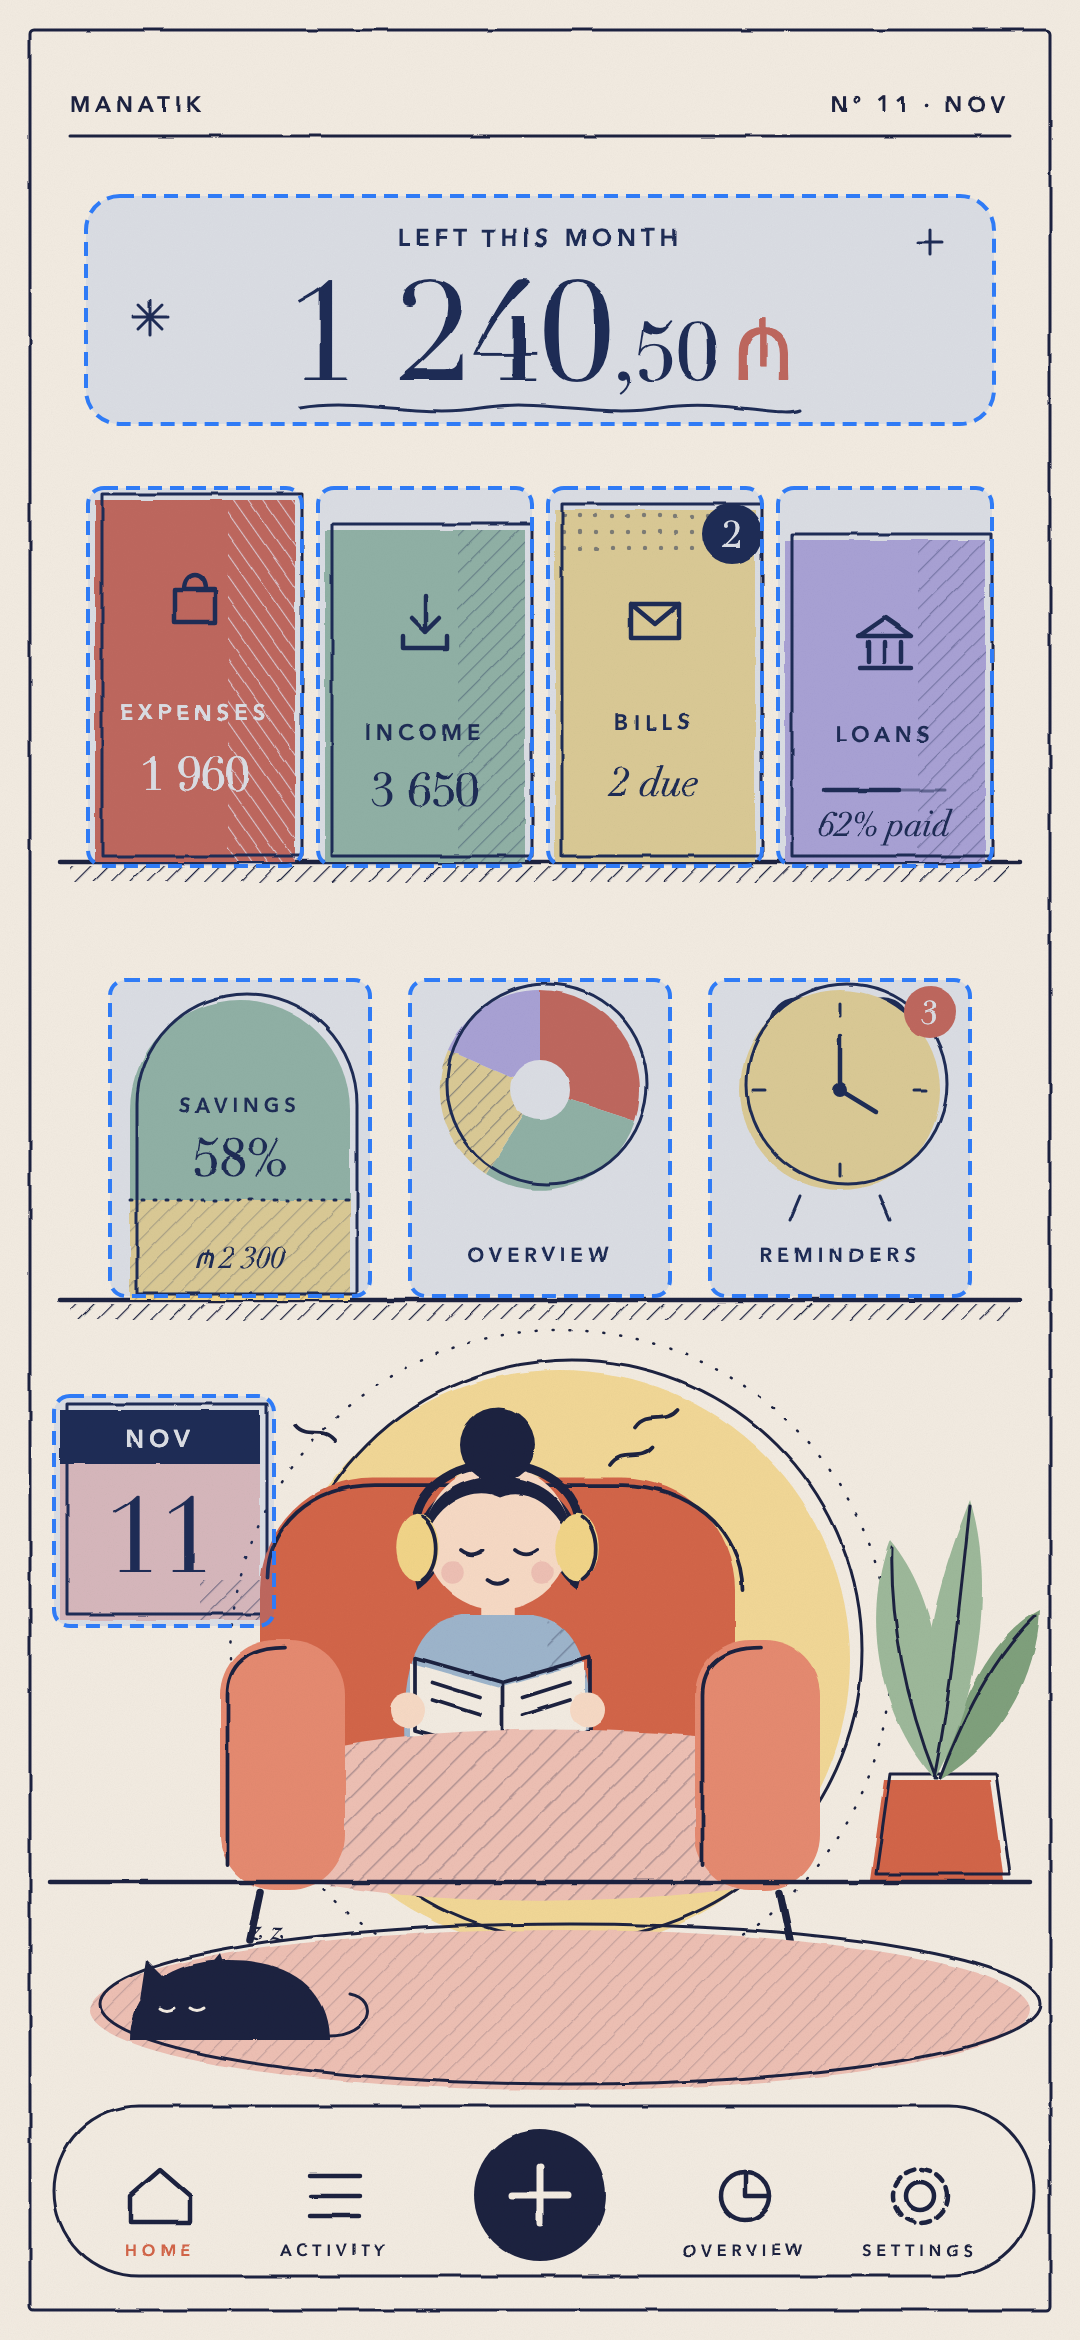 MANATIK
Nº 11 · NOV
LEFT THIS MONTH
1 240,50 ₼
EXPENSES
1 960
INCOME
3 650
2
BILLS
2 due
LOANS
62% paid
SAVINGS
58%
₼2 300
OVERVIEW
3
REMINDERS
NOV
11
z z
HOME
ACTIVITY
OVERVIEW
SETTINGS